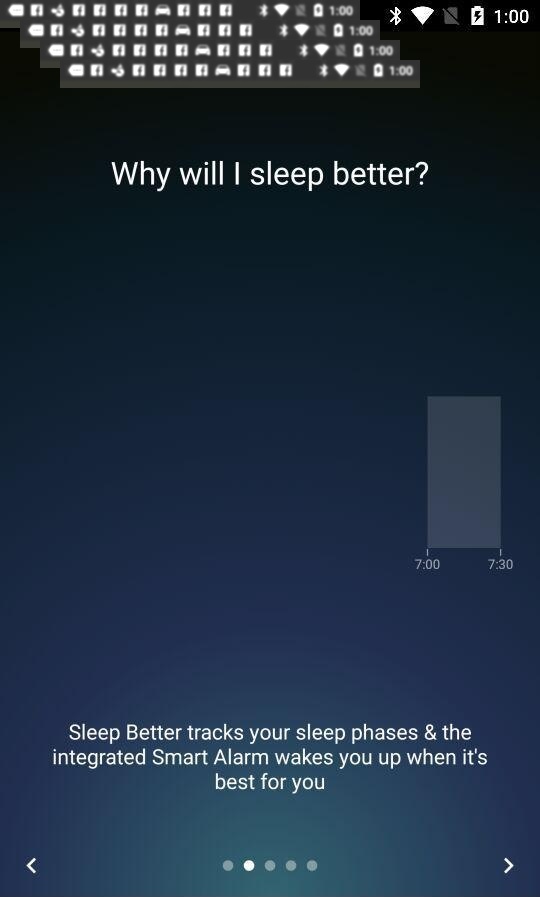 1:00
1:00
1:00
1:00
1:00
Why will I sleep better?
7:00 7:30
Sleep Better tracks your sleep phases & the
integrated Smart Alarm wakes you up when it's
best for you